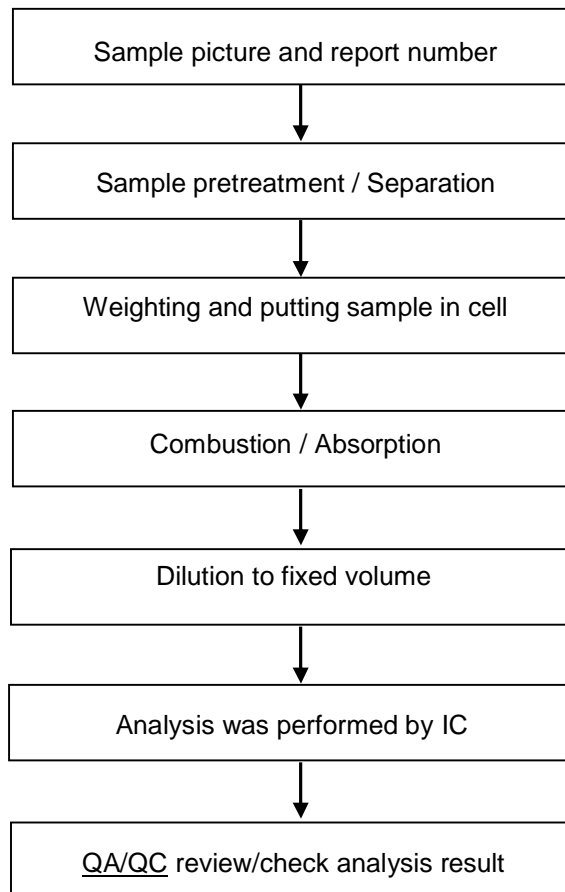 Sample picture and report number
Sample pretreatment / Separation
Weighting and putting sample in cell
Combustion / Absorption
Dilution to fixed volume
Analysis was performed by IC
QA/QC review/check analysis result